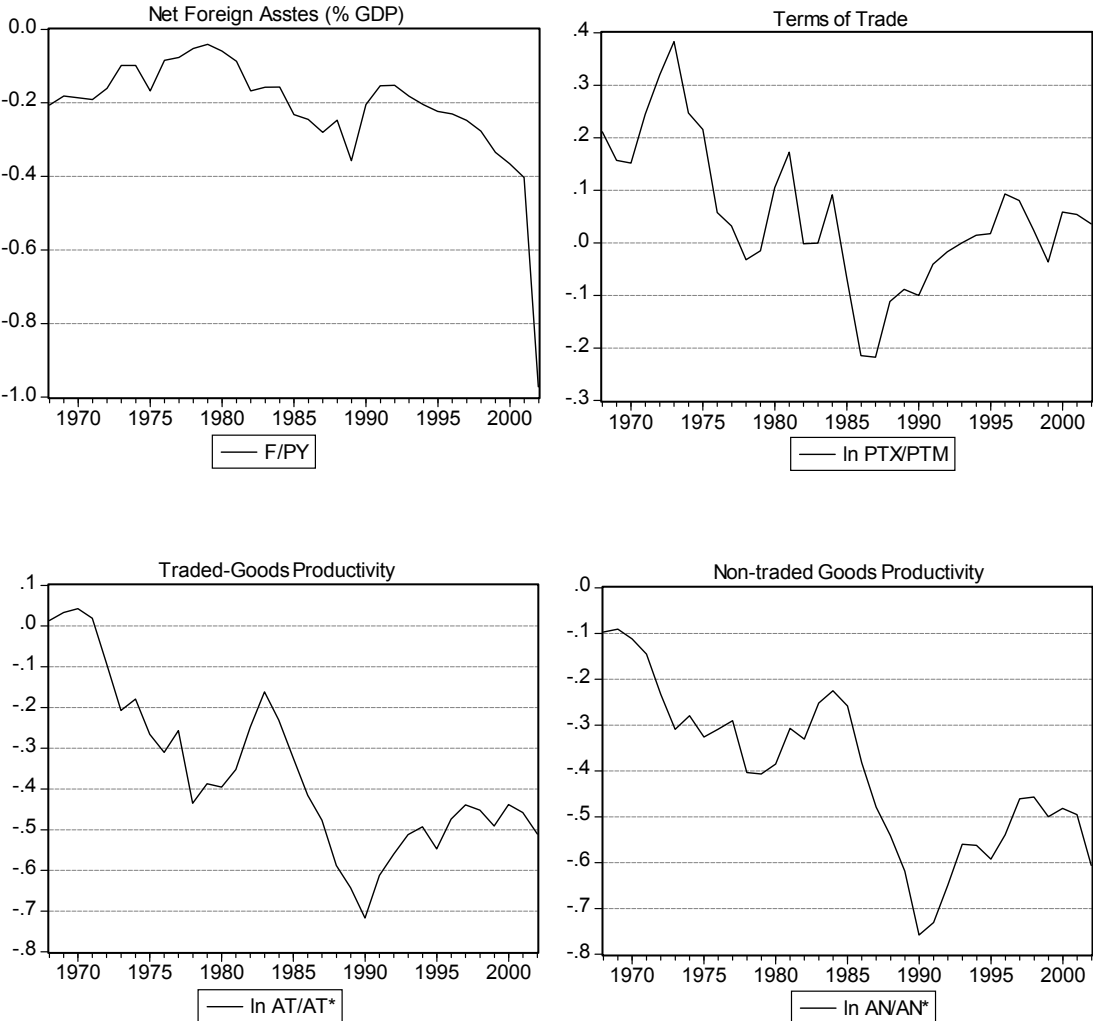 Net Foreign Asstes (% GDP)
0.0
-0.2
-0.4
-0.6
-0.8
-1.0
1970 1975 1980 1985 1990 1995 2000
F/PY
Terms of Trade
.4
.3
.2
.1
.0
-.1
-.2
-.3
1970 1975 1980 1985 1990 1995 2000
ln PTX/PTM
Traded-Goods Productivity
.1
.0
-.1
-.2
-.3
-.4
-.5
-.6
-.7
-.8
1970 1975 1980 1985 1990 1995 2000
ln AT/AT*
Non-traded Goods Productivity
.0
-.1
-.2
-.3
-.4
-.5
-.6
-.7
-.8
1970 1975 1980 1985 1990 1995 2000
ln AN/AN*